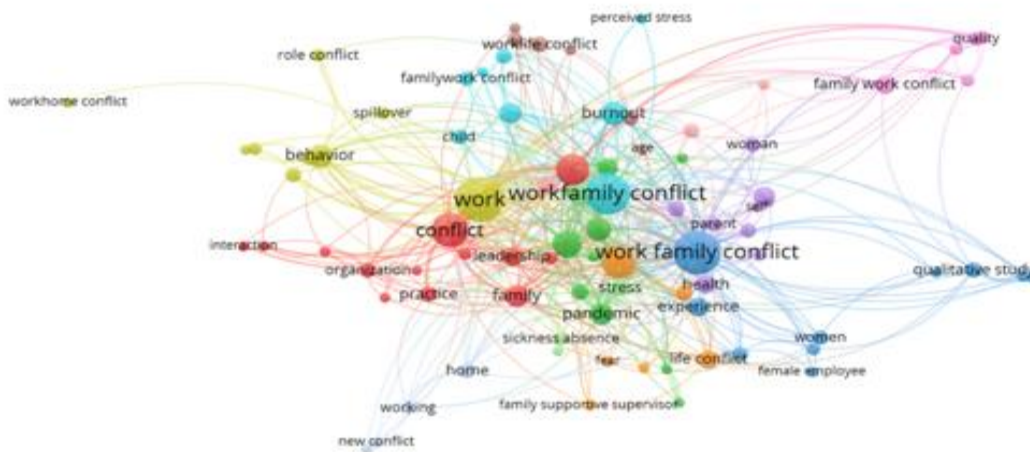 perceived stress
quality
worklife conflict
role conflict
familywork conflict
family work conflict
workhome conflict
spillover
burnout
child
age
woman
behavior
work
workfamily conflict
self
parent
conflict
interaction
leadership
work family conflict
organization
qualitative study
stress
health
practice
family
experience
pandemic
sickness absence
women
fear
life conflict
home
female employee
working
family supportive supervisor
new conflict